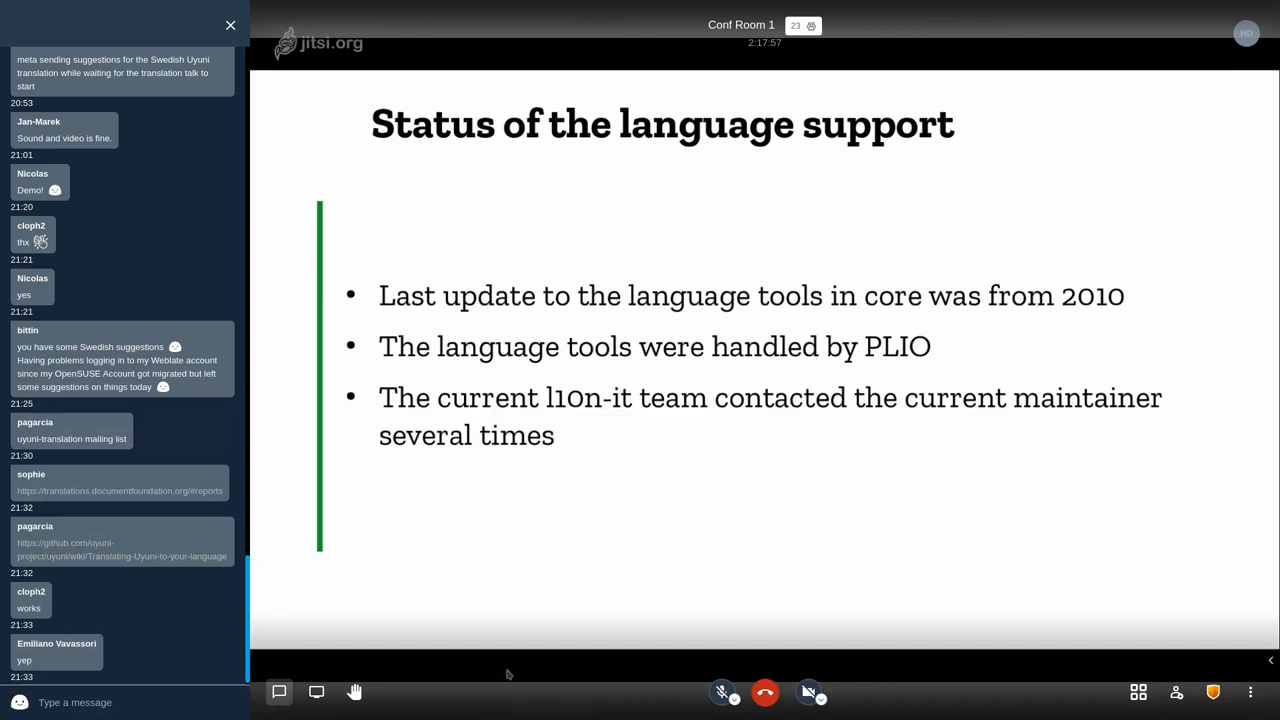 meta sending suggestions for the Swedish Uyuni
translation while waiting for the translation talk to
start
20:53
Jan-Marek
Sound and video is fine.
21:01
Nicolas
Demo!
21:20
cloph2
thx
21:21
Nicolas
yes
21:21
bittin
you have some Swedish suggestions
Having problems logging in to my Weblate account
since my OpenSUSE Account got migrated but left
some suggestions on things today
21:25
pagarcia
uyuni-translation mailing list
21:30
sophie
https://translations.documentfoundation.org/#reports
21:32
pagarcia
https://github.com/uyuni-
project/uyuni/wiki/Translating-Uyuni-to-your-language
21:32
cloph2
works
21:33
Emiliano Vavassori
yep
21:33
Type a message
jitsi.org
Conf Room 1 23
2:17:57
HD
Status of the language support
• Last update to the language tools in core was from 2010
• The language tools were handled by PLIO
• The current l10n-it team contacted the current maintainer
several times